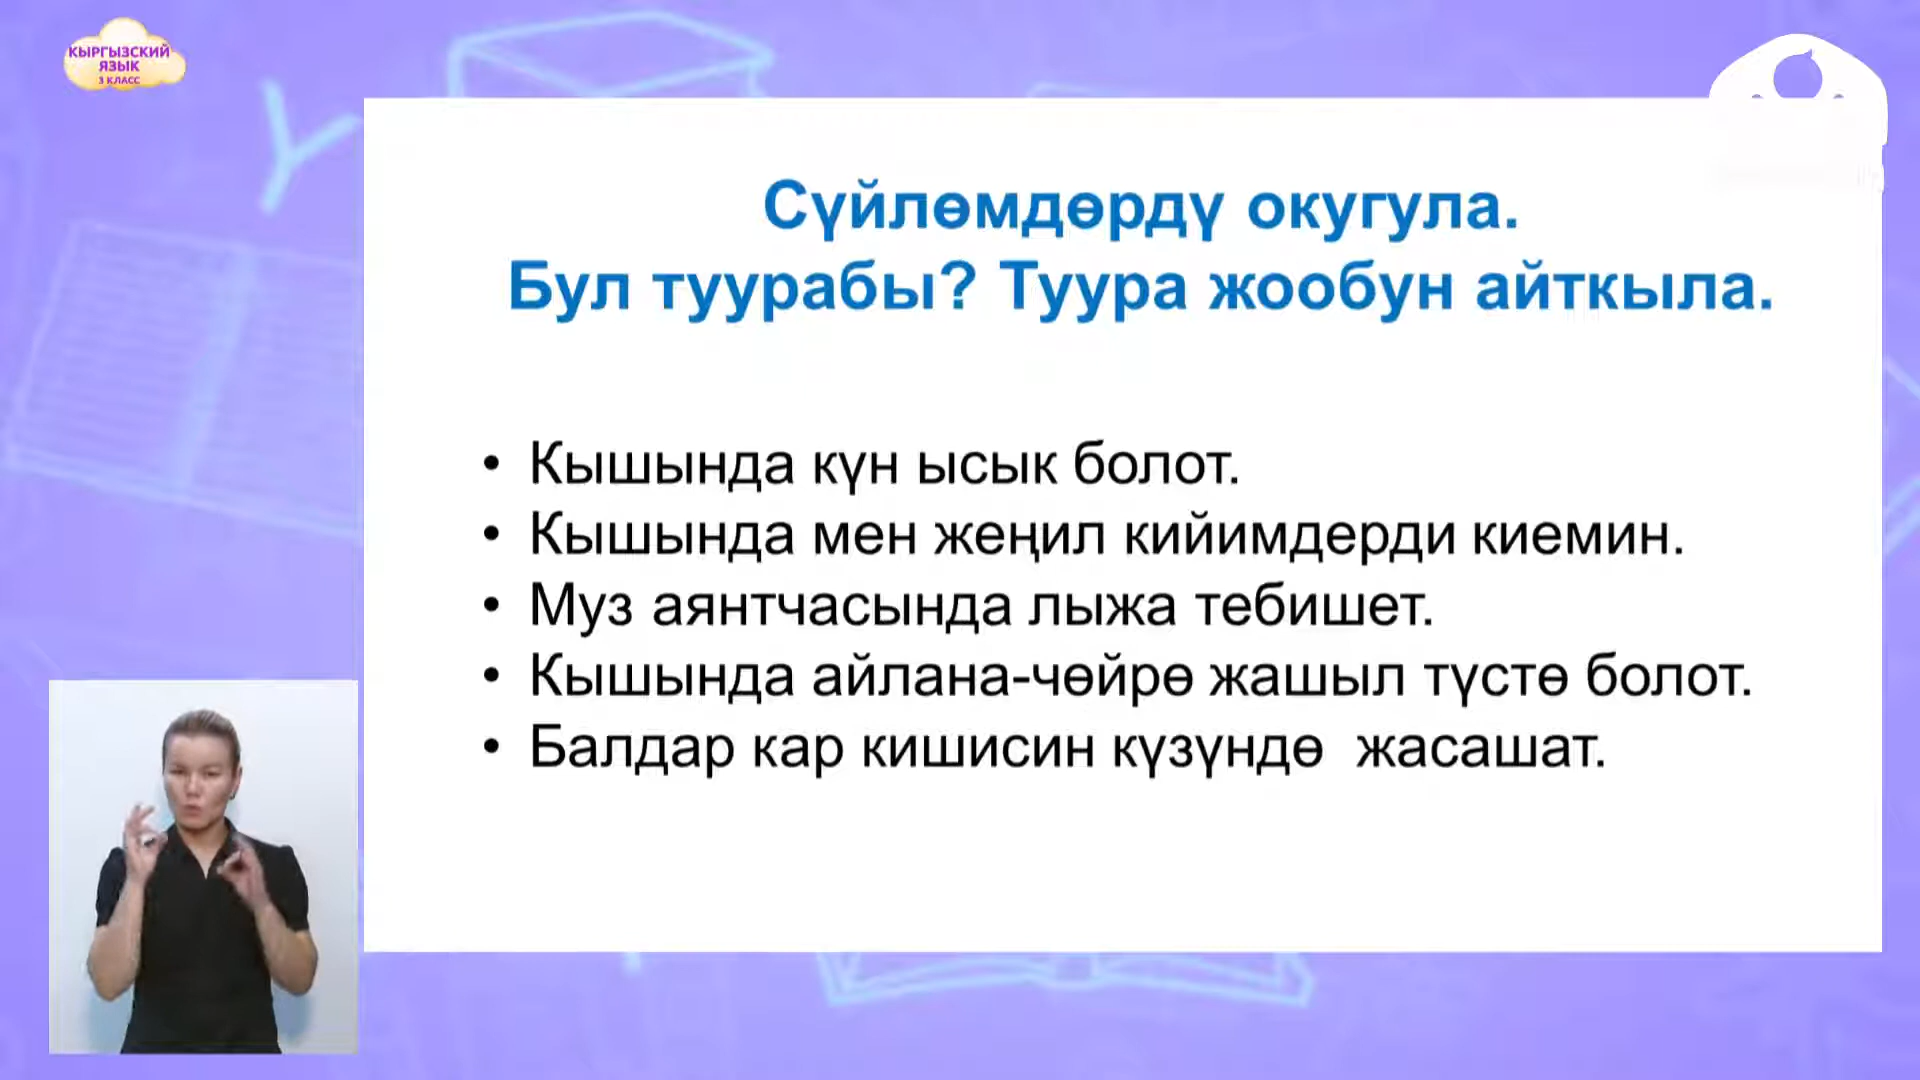 КЫРГЫЗСКИЙ
ЯЗЫК
3 КЛАСС
Сүйлөмдөрдү окугула.
Бул туурабы? Туура жообун айткыла.
• Кышында күн ысык болот.
• Кышында мен жеңил кийимдерди киемин.
• Муз аянтчасында лыжа тебишет.
• Кышында айлана-чөйрө жашыл түстө болот.
• Балдар кар кишисин күзүндө жасашат.